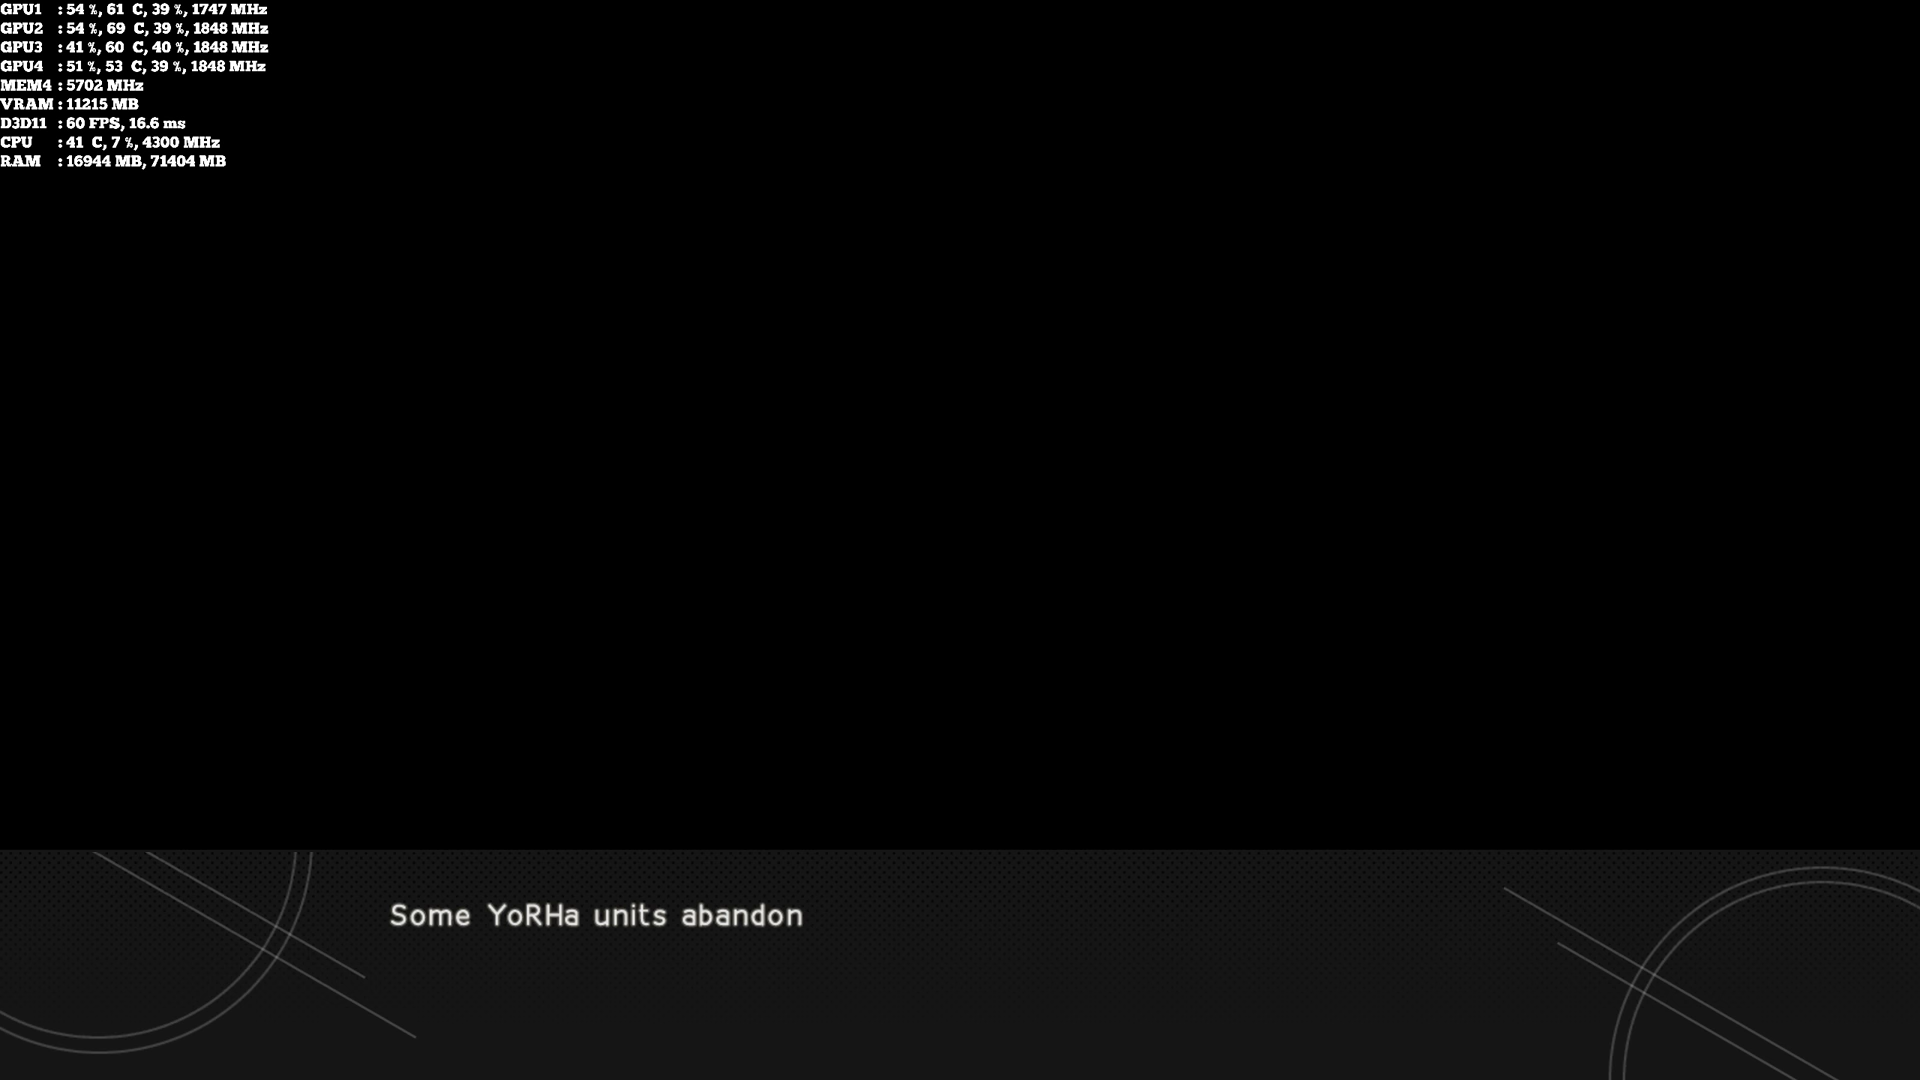 GPU1 : 54 %, 61 C, 39 %, 1747 MHz
GPU2 : 54 %, 69 C, 39 %, 1848 MHz
GPU3 : 41 %, 60 C, 40 %, 1848 MHz
GPU4 : 51 %, 53 C, 39 %, 1848 MHz
MEM4 : 5702 MHz
VRAM : 11215 MB
D3D11 : 60 FPS, 16.6 ms
CPU : 41 C, 7 %, 4300 MHz
RAM : 16944 MB, 71404 MB
Some YoRHa units abandon